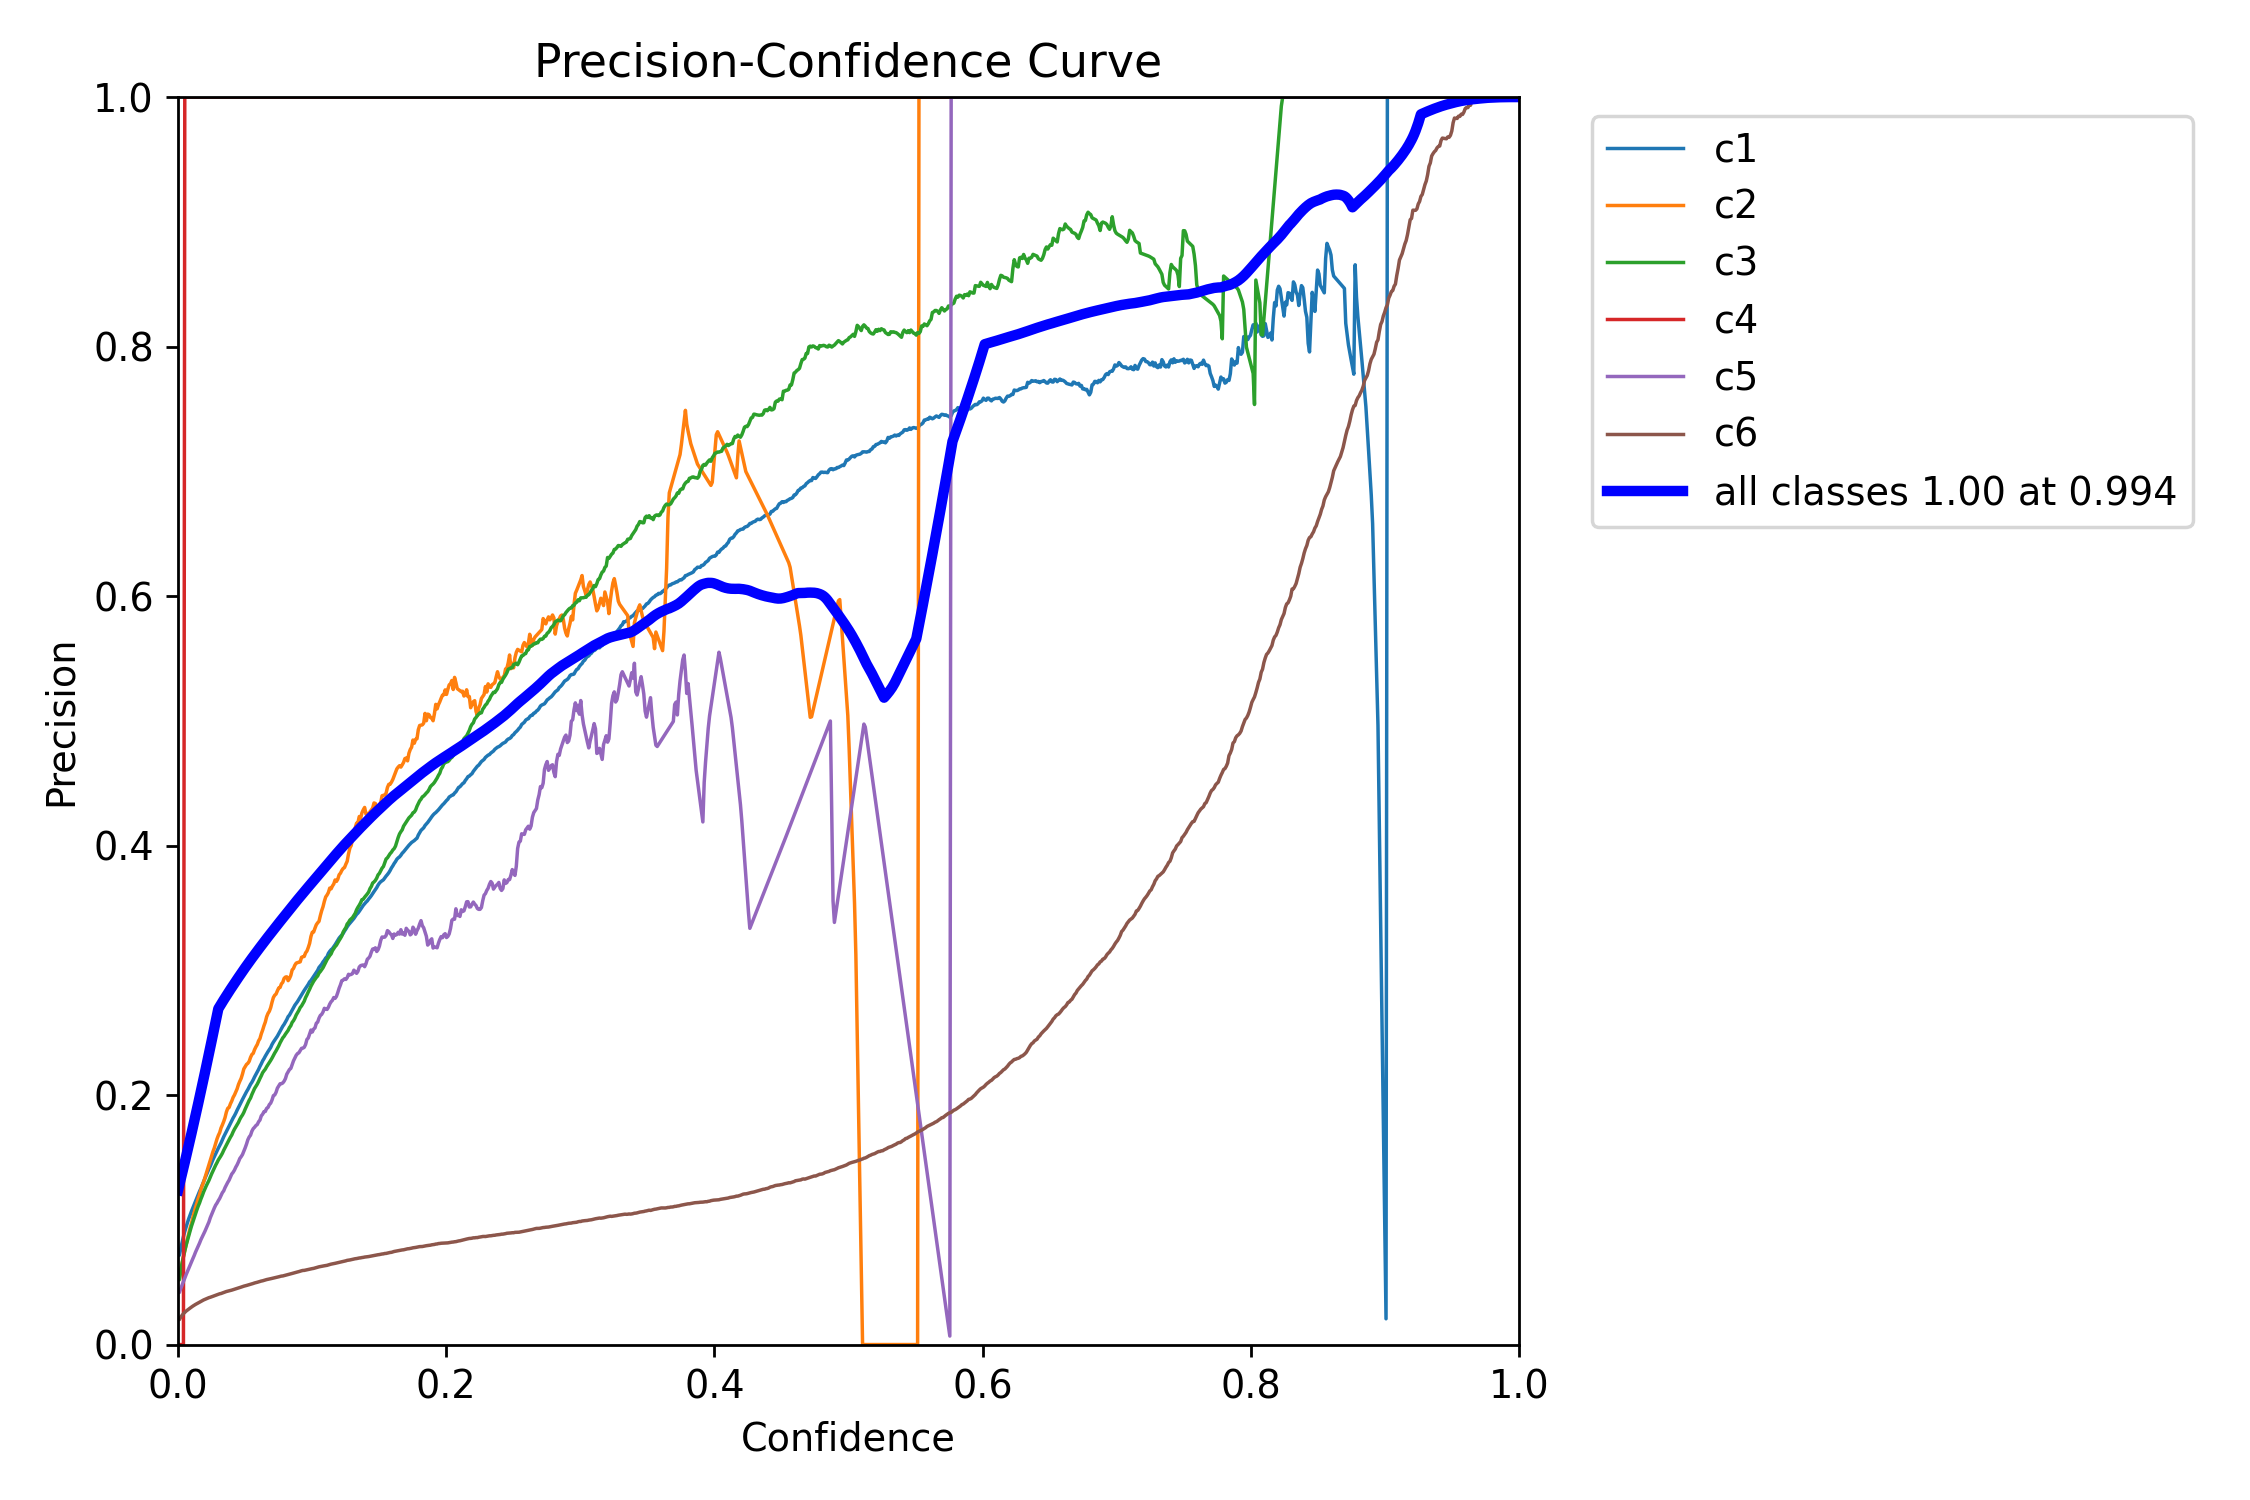 Precision-Confidence Curve
1.0
0.8
0.6
0.4
0.2
0.0
Precision
0.0 0.2 0.4 0.6 0.8 1.0
Confidence
c1
c2
c3
c4
c5
c6
all classes 1.00 at 0.994